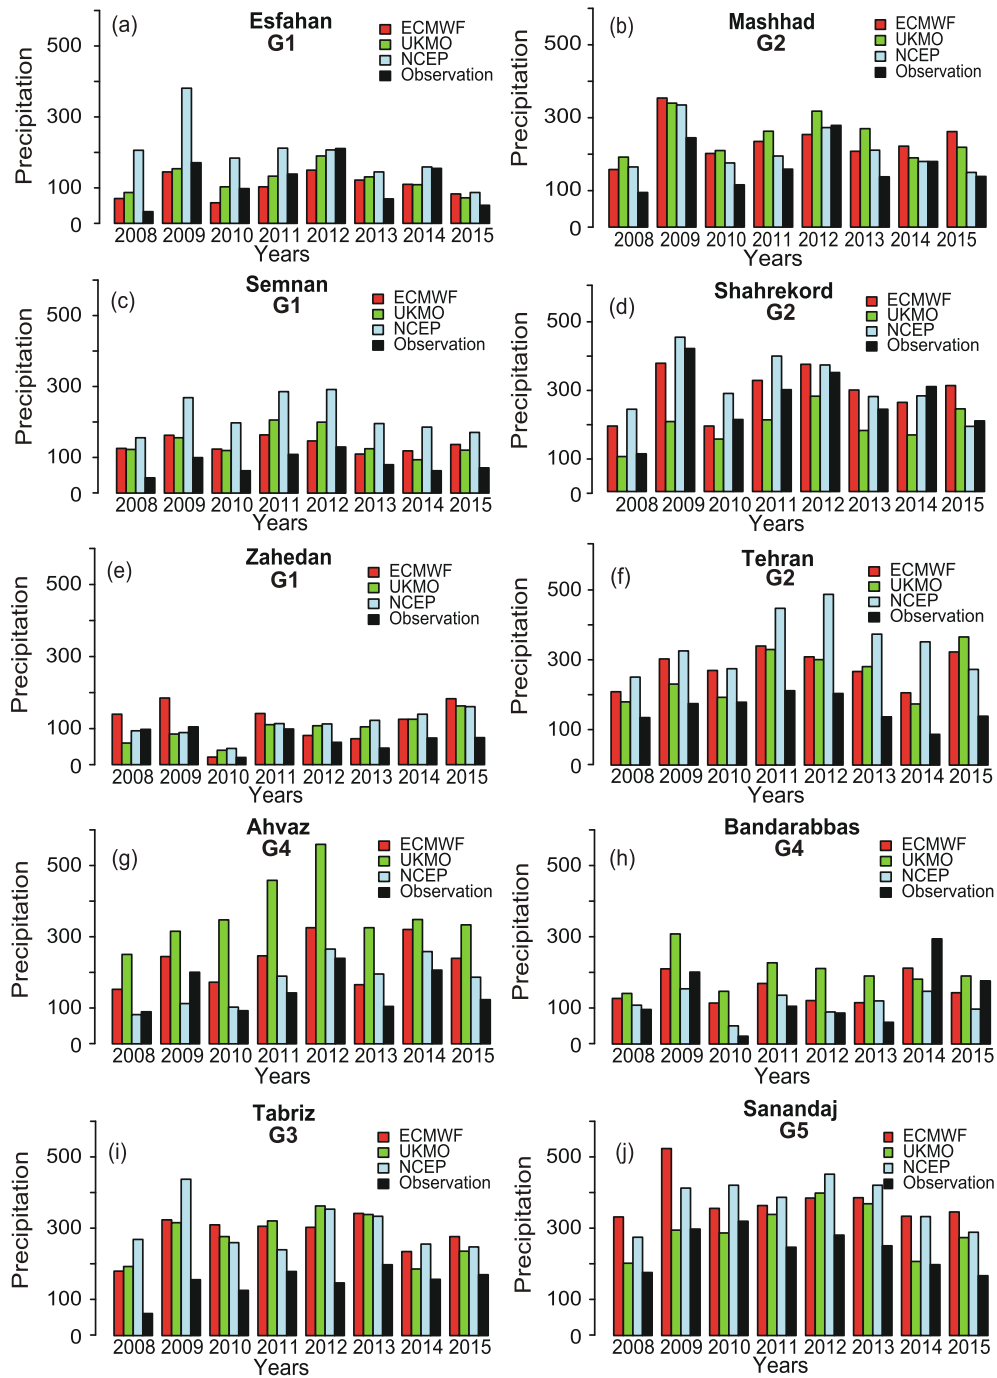 (a)
Esfahan
G1
ECMWF
UKMO
NCEP
Observation
Precipitation
500
300
100
0
2008 2009 2010 2011 2012 2013 2014 2015
Years
(b)
Mashhad
G2
ECMWF
UKMO
NCEP
Observation
Precipitation
500
300
100
0
2008 2009 2010 2011 2012 2013 2014 2015
Years
(c)
Semnan
G1
ECMWF
UKMO
NCEP
Observation
Precipitation
500
300
100
0
2008 2009 2010 2011 2012 2013 2014 2015
Years
(d)
Shahrekord
G2
ECMWF
UKMO
NCEP
Observation
Precipitation
500
300
100
0
2008 2009 2010 2011 2012 2013 2014 2015
Years
(e)
Zahedan
G1
ECMWF
UKMO
NCEP
Observation
Precipitation
500
300
100
0
2008 2009 2010 2011 2012 2013 2014 2015
Years
(f)
Tehran
G2
ECMWF
UKMO
NCEP
Observation
Precipitation
500
300
100
0
2008 2009 2010 2011 2012 2013 2014 2015
Years
(g)
Ahvaz
G4
ECMWF
UKMO
NCEP
Observation
Precipitation
500
300
100
0
2008 2009 2010 2011 2012 2013 2014 2015
Years
(h)
Bandarabbas
G4
ECMWF
UKMO
NCEP
Observation
Precipitation
500
300
100
0
2008 2009 2010 2011 2012 2013 2014 2015
Years
(i)
Tabriz
G3
ECMWF
UKMO
NCEP
Observation
Precipitation
500
300
100
0
2008 2009 2010 2011 2012 2013 2014 2015
Years
(j)
Sanandaj
G5
ECMWF
UKMO
NCEP
Observation
Precipitation
500
300
100
0
2008 2009 2010 2011 2012 2013 2014 2015
Years